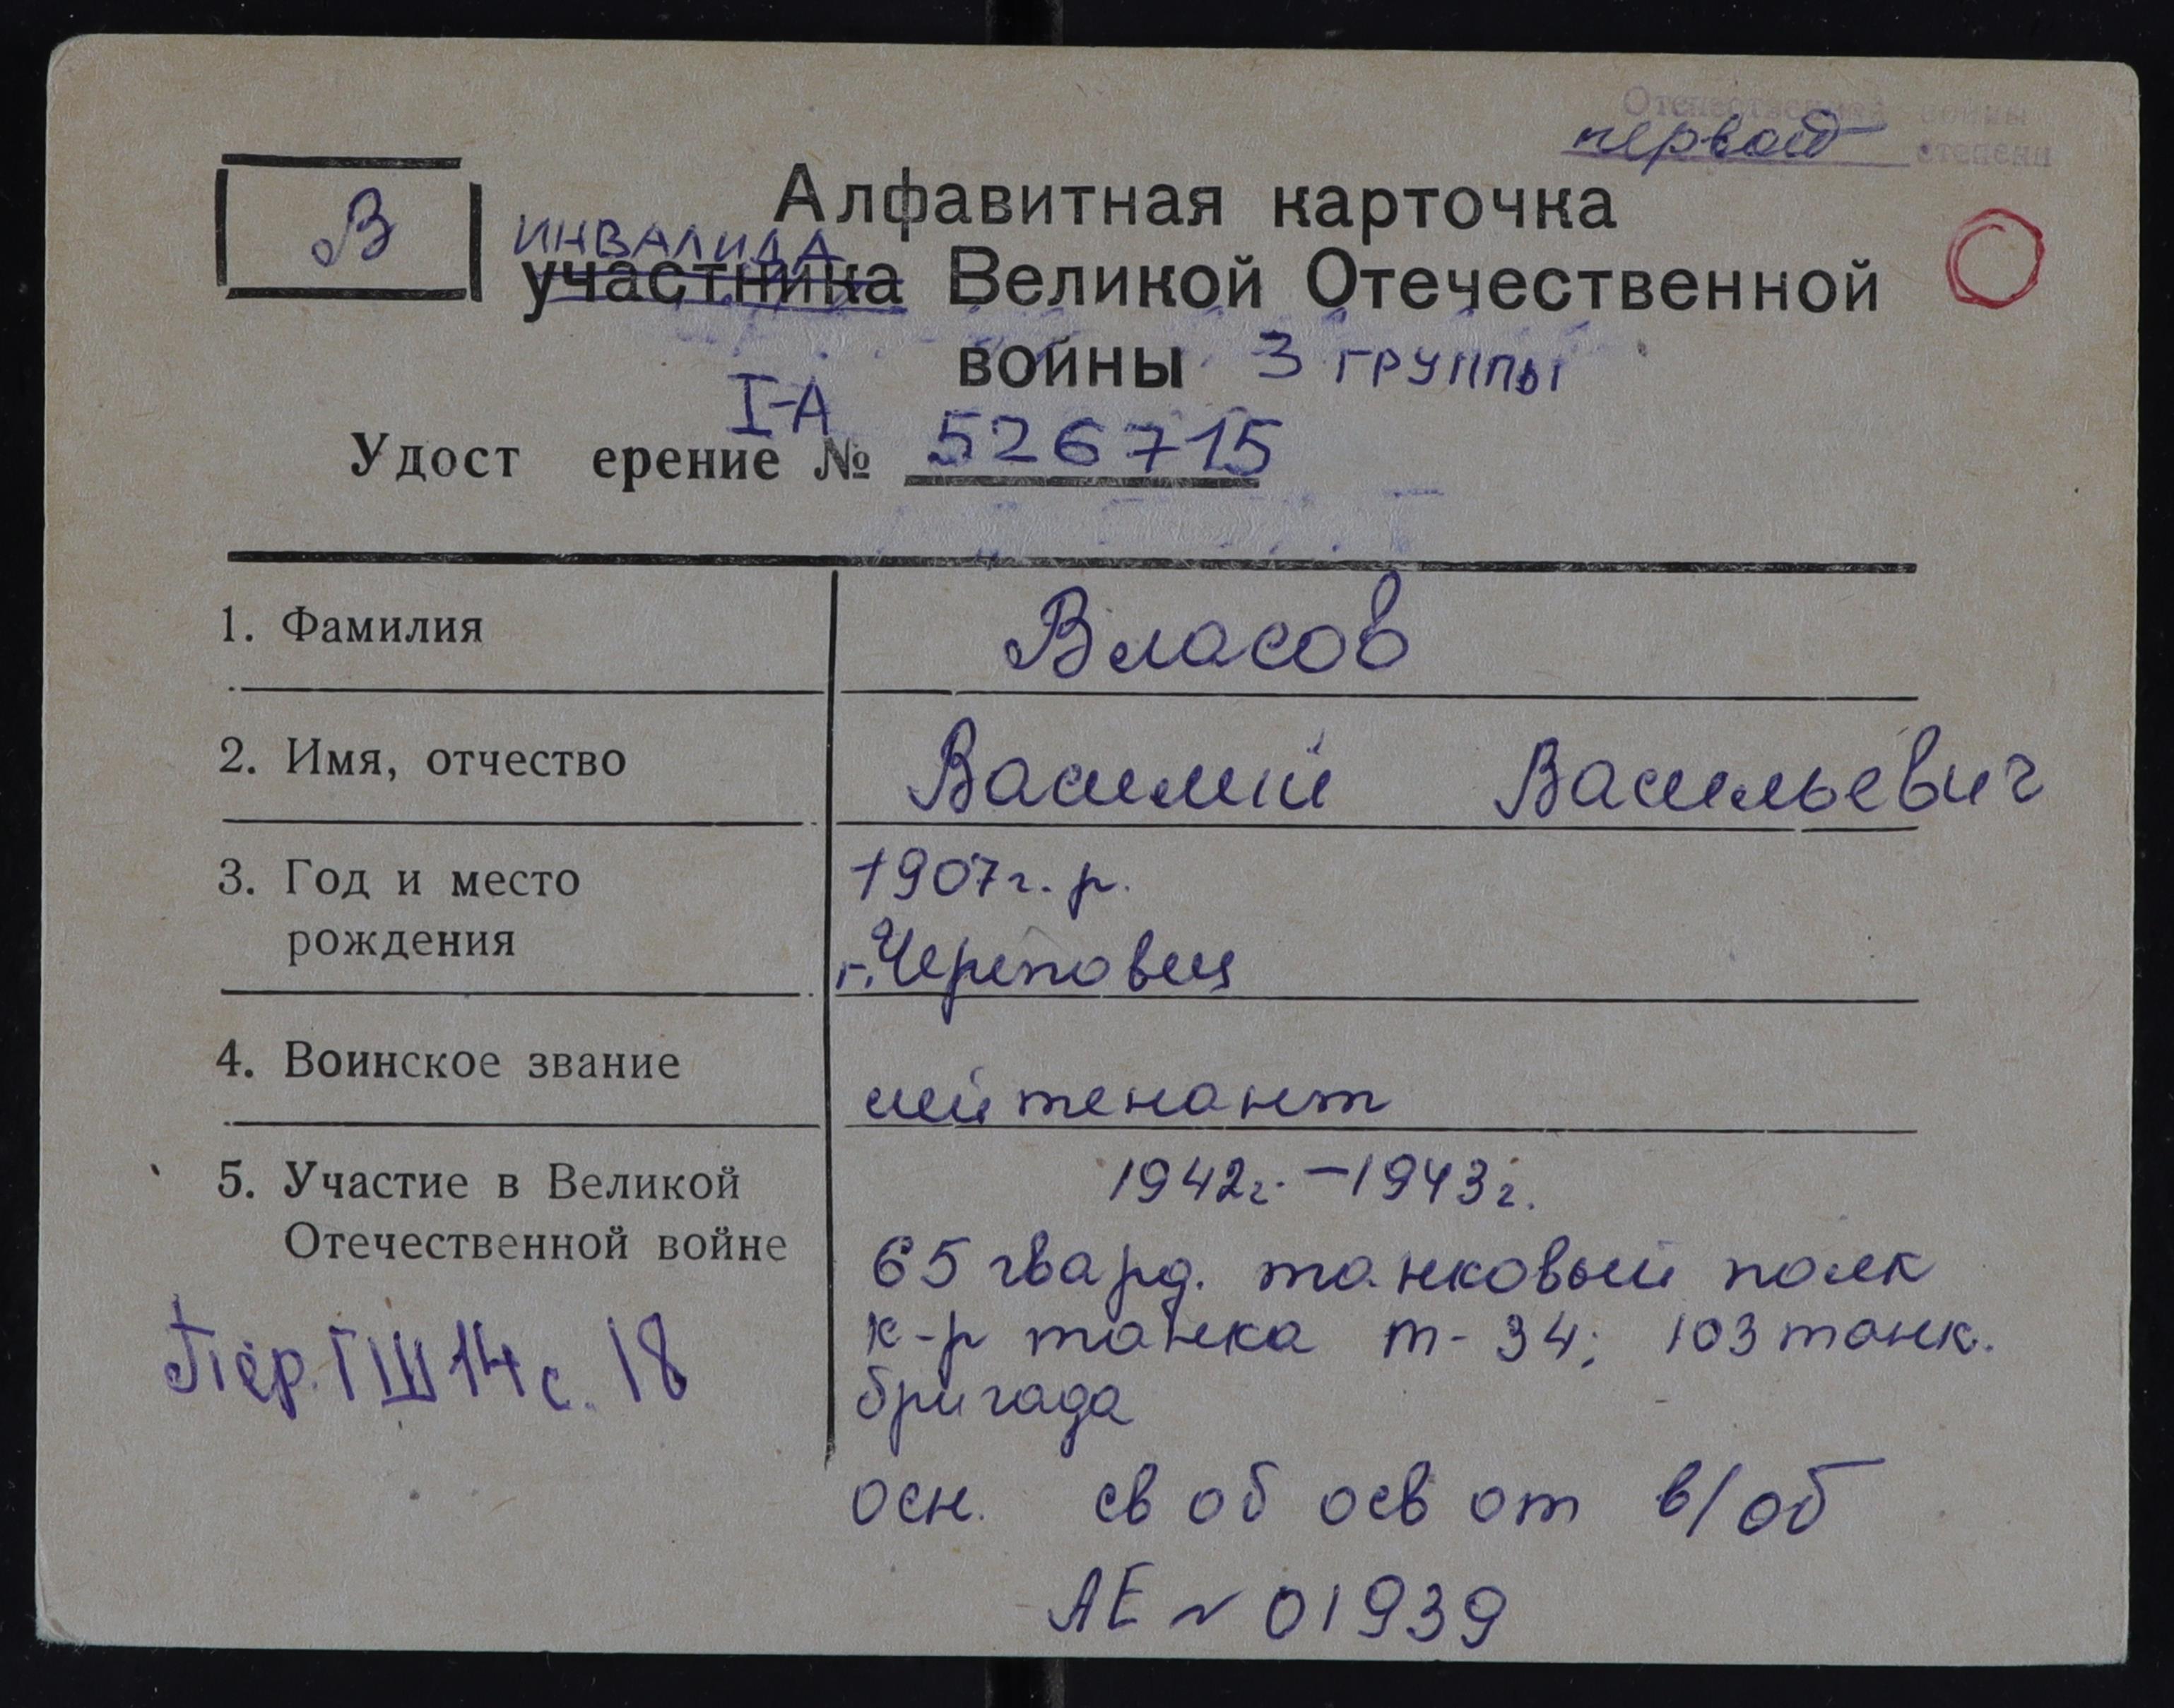 Отечественной войны
первой степени
В
Алфавитная карточка
ИНВАЛИДА
участника Великой Отечественной
войны 3 ГРУППЫ
I-А
Удост ерение № 526715
1. Фамилия Власов
2. Имя, отчество Василий Васильевич
3. Год и место 1907 г. р.
рождения г. Череповец
4. Воинское звание лейтенант
5. Участие в Великой 1942г. - 1943г.
Отечественной войне 65 гвард. танковый полк
к-р танка т-34; 103 танк.
Пер. ГШ 14 с. 18
бригада
осн. св об осв от в/об
АЕ № 01939